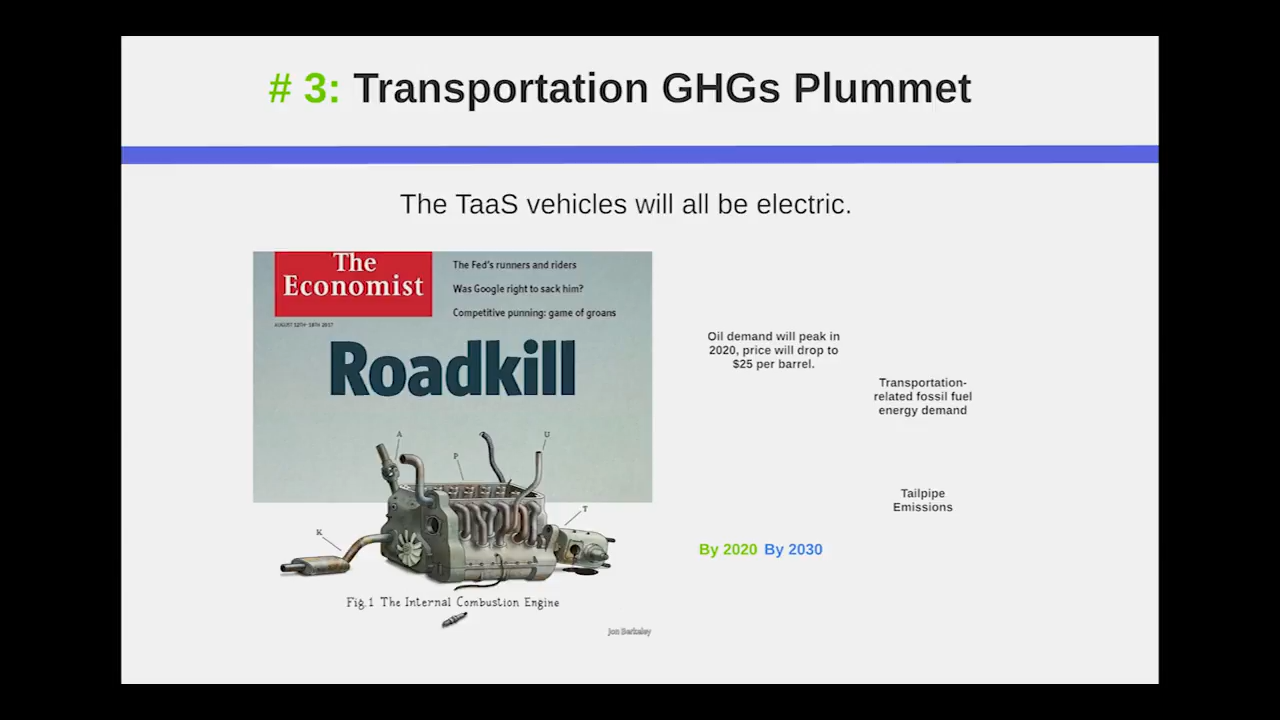 # 3: Transportation GHGs Plummet
The TaaS vehicles will all be electric.
The
Economist
AUGUST 12TH-18TH 2017
The Fed's runners and riders
Was Google right to sack him?
Competitive punning: game of groans
Roadkill
A
P
U
K
T
Fig.1 The Internal Combustion Engine
Jon Berkeley
Oil demand will peak in
2020, price will drop to
$25 per barrel.
Transportation-
related fossil fuel
energy demand
Tailpipe
Emissions
By 2020 By 2030